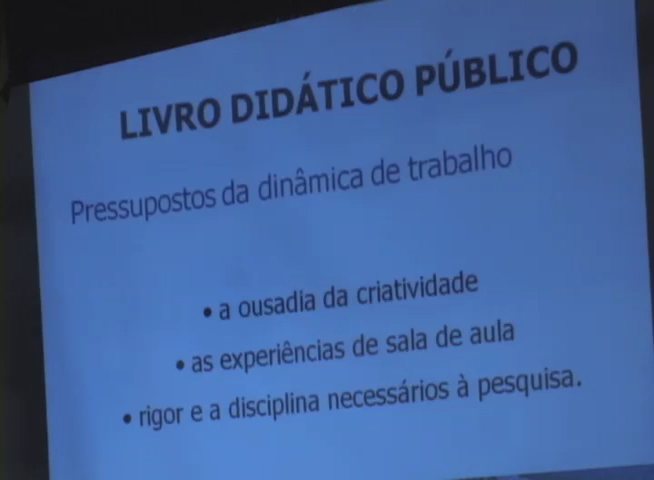 LIVRO DIDÁTICO PÚBLICO
Pressupostos da dinâmica de trabalho
• a ousadia da criatividade
• as experiências de sala de aula
• rigor e a disciplina necessários à pesquisa.